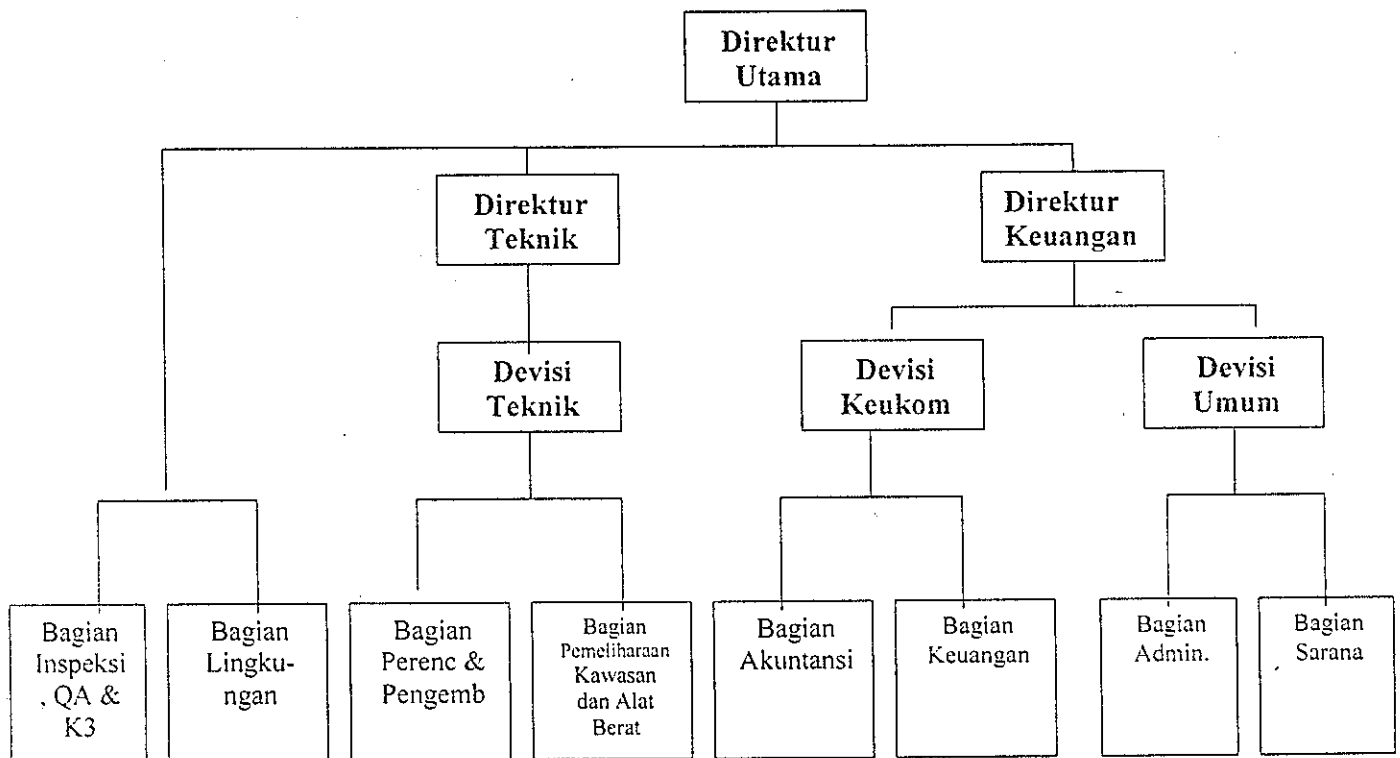 Direktur
Utama
Direktur
Teknik
Direktur
Keuangan
Devisi
Teknik
Devisi
Keukom
Devisi
Umum
Bagian
Inspeksi
, QA &
K3
Bagian
Lingku-
ngan
Bagian
Perenc &
Pengemb
Bagian
Pemeliharaan
Kawasan
dan Alat
Berat
Bagian
Akuntansi
Bagian
Keuangan
Bagian
Admin.
Bagian
Sarana